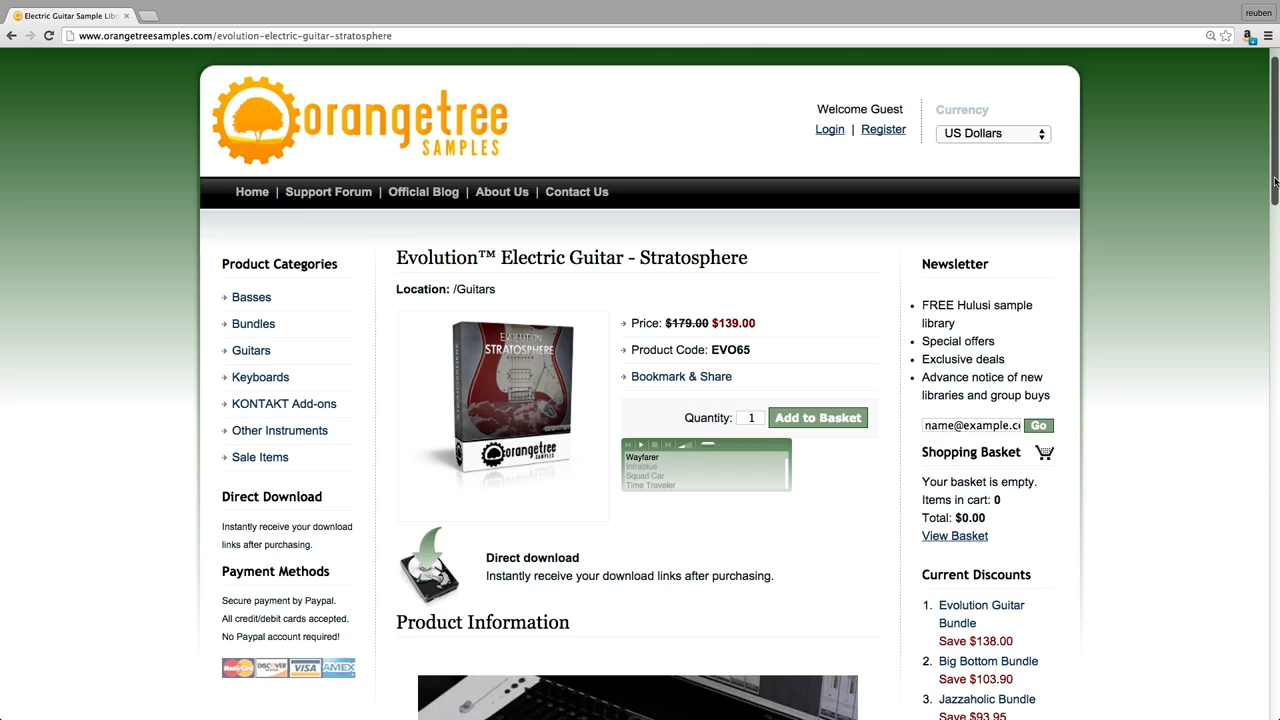 Electric Guitar Sample Libr
reuben
www.orangetreesamples.com/evolution-electric-guitar-stratosphere
orangetree
SAMPLES
Welcome Guest
Login | Register
Currency
US Dollars
Home | Support Forum | Official Blog | About Us | Contact Us
Product Categories
Basses
Bundles
Guitars
Keyboards
KONTAKT Add-ons
Other Instruments
Sale Items
Direct Download
Instantly receive your download
links after purchasing.
Payment Methods
Secure payment by Paypal.
All credit/debit cards accepted.
No Paypal account required!
MasterCard DISCOVER VISA AMEX
Evolution™ Electric Guitar - Stratosphere
Location: /Guitars
EVOLUTION
STRATOSPHERE
STRATOSPHERE
orangetree
SAMPLES
Price: $179.00 $139.00
Product Code: EVO65
Bookmark & Share
Quantity: 1 Add to Basket
Wayfarer
Infrablue
Squad Car
Time Traveler
Direct download
Instantly receive your download links after purchasing.
Product Information
Newsletter
FREE Hulusi sample
library
Special offers
Exclusive deals
Advance notice of new
libraries and group buys
name@example.co Go
Shopping Basket
Your basket is empty.
Items in cart: 0
Total: $0.00
View Basket
Current Discounts
1. Evolution Guitar
Bundle
Save $138.00
2. Big Bottom Bundle
Save $103.90
3. Jazzaholic Bundle
Save $93.95